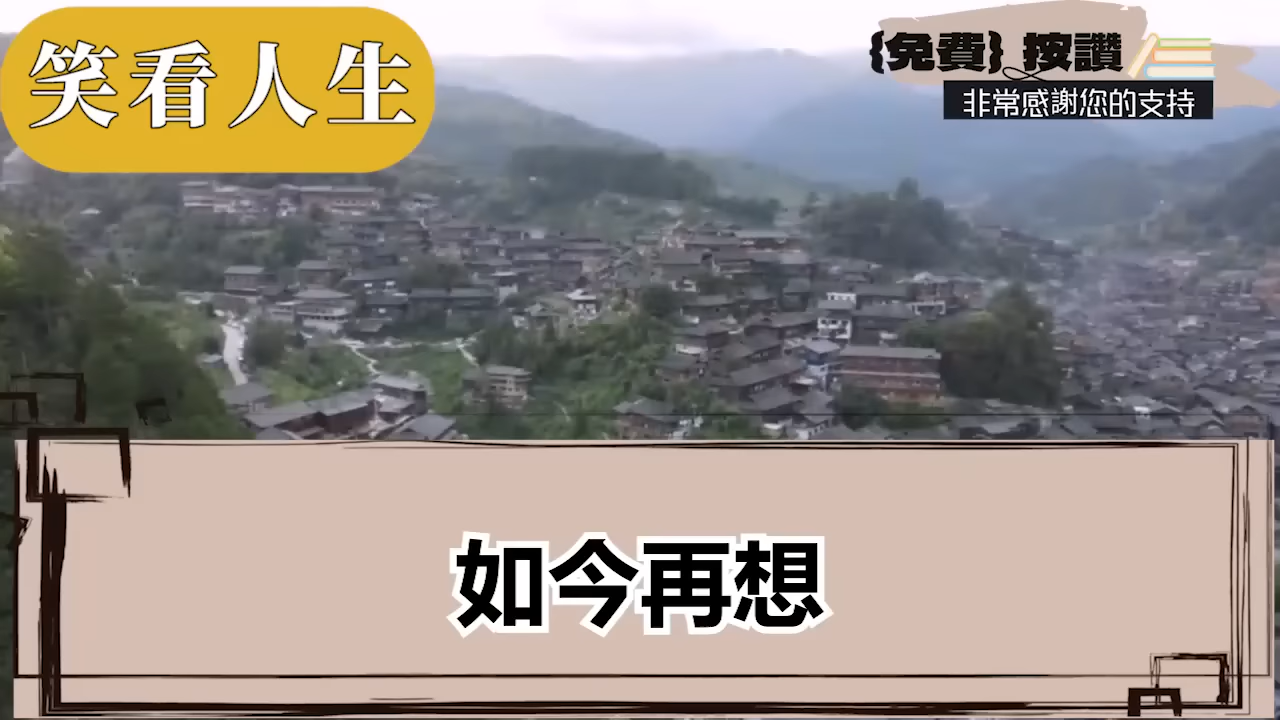 笑看人生
{免費} 按讚
非常感謝您的支持
如今再想